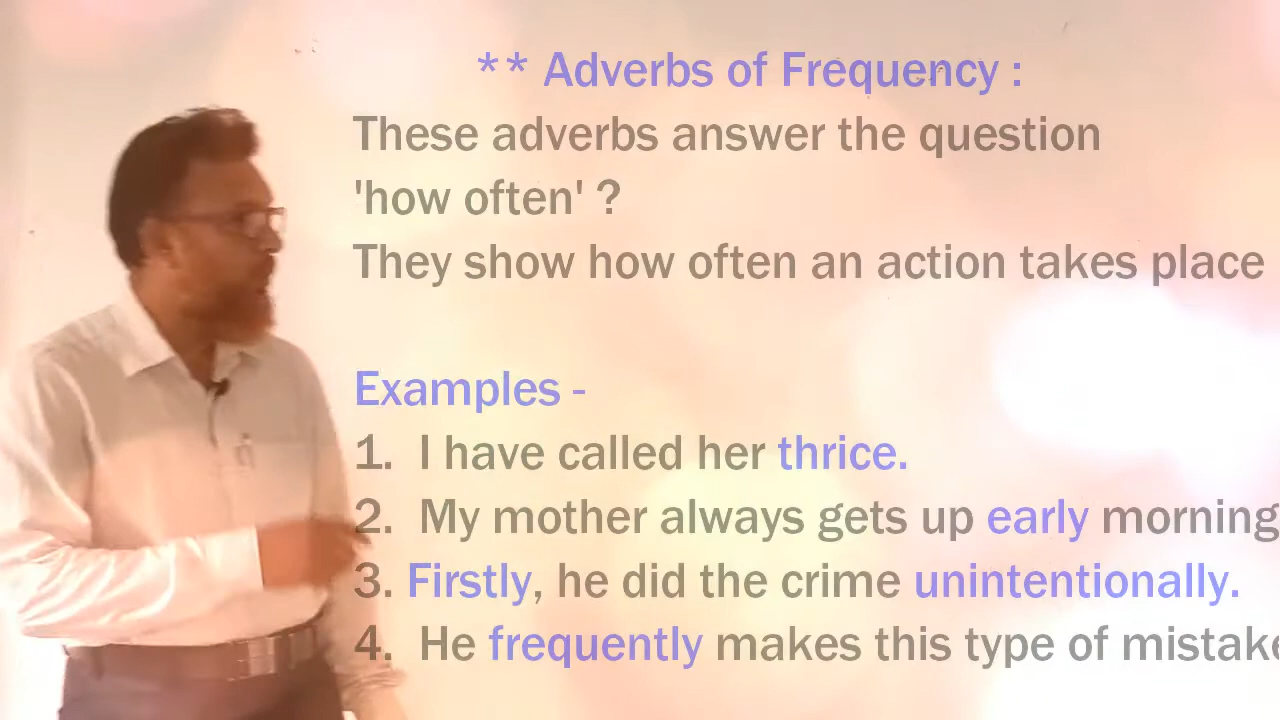 ** Adverbs of Frequency :
These adverbs answer the question
'how often' ?
They show how often an action takes place
Examples -
1. I have called her thrice.
2. My mother always gets up early morning
3. Firstly, he did the crime unintentionally.
4. He frequently makes this type of mistake